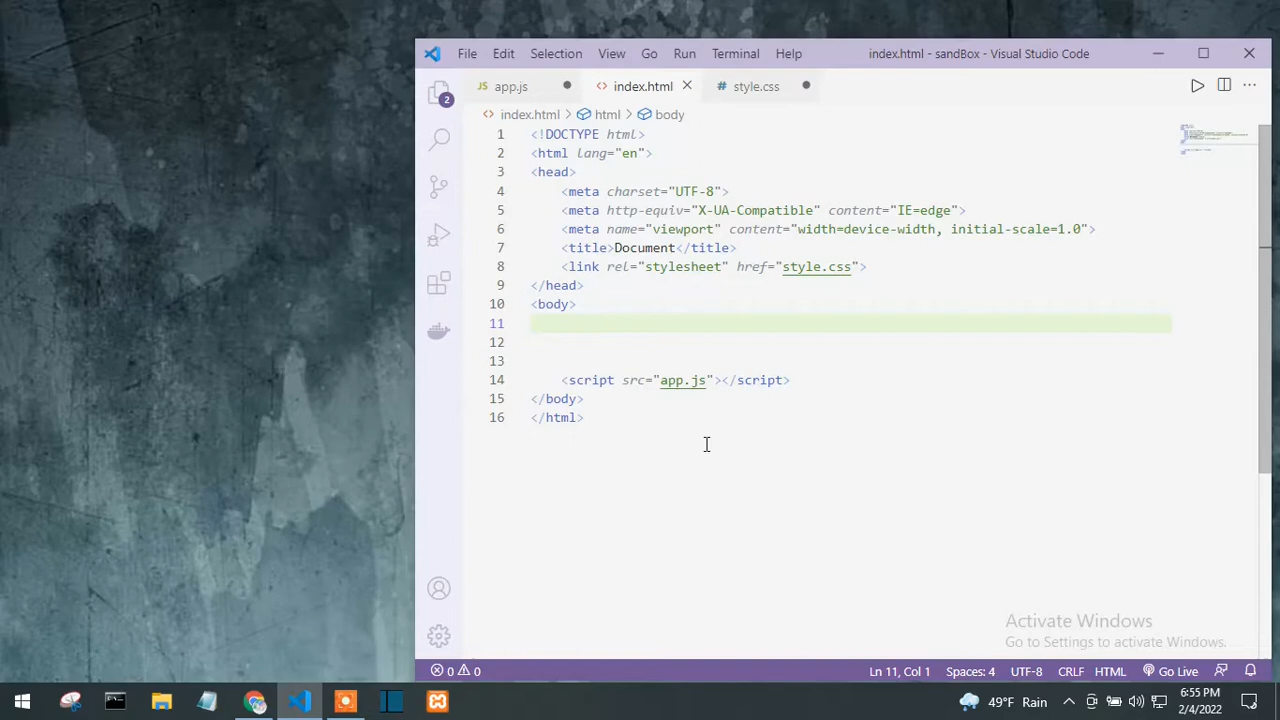 File Edit Selection View Go Run Terminal Help index.html - sandBox - Visual Studio Code
JS app.js <> index.html # style.css
2
<> index.html > html > body
1 <!DOCTYPE html>
2 <html lang="en">
3 <head>
4 <meta charset="UTF-8">
5 <meta http-equiv="X-UA-Compatible" content="IE=edge">
6 <meta name="viewport" content="width=device-width, initial-scale=1.0">
7 <title>Document</title>
8 <link rel="stylesheet" href="style.css">
9 </head>
10 <body>
11
12
13
14 <script src="app.js"></script>
15 </body>
16 </html>
Activate Windows
Go to Settings to activate Windows.
0 0 Ln 11, Col 1 Spaces: 4 UTF-8 CRLF HTML Go Live
49°F Rain
6:55 PM
2/4/2022